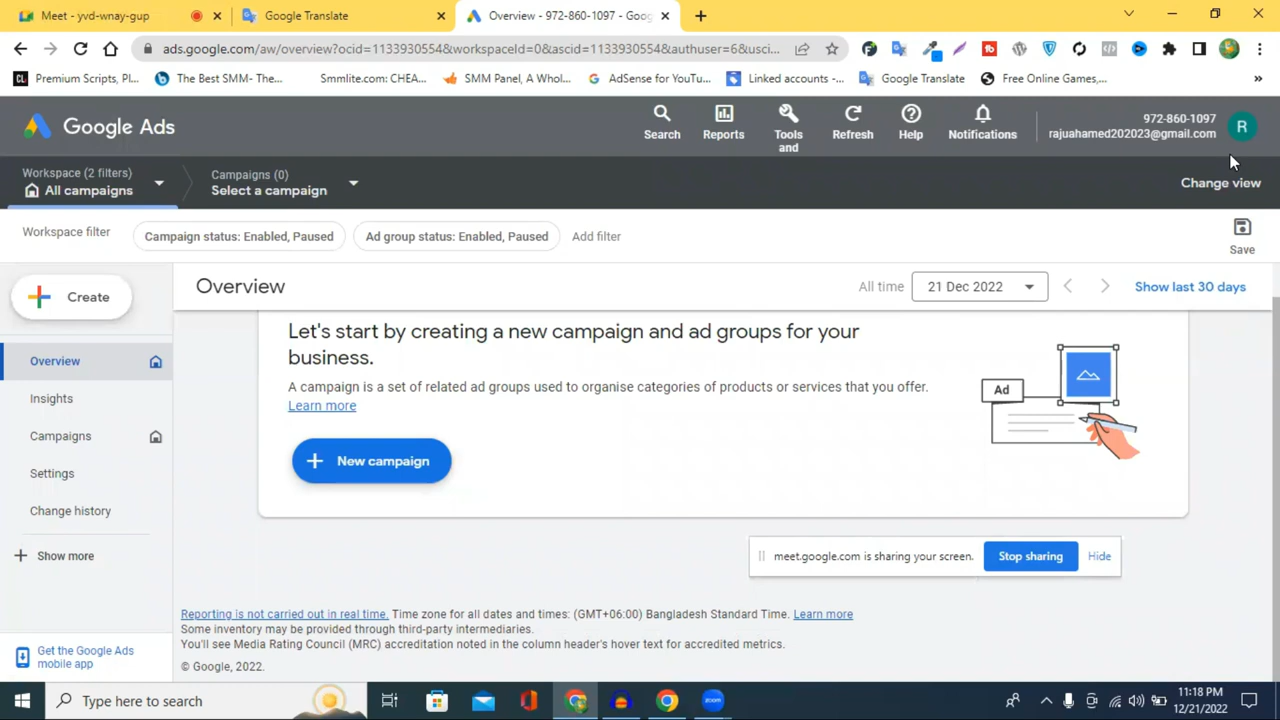 Meet - yvd-wnay-gup
Google Translate
Overview - 972-860-1097 - Goog
ads.google.com/aw/overview?ocid=1133930554&workspaceId=0&ascid=1133930554&authuser=6&usci...
Premium Scripts, Pl...
The Best SMM- The...
Smmlite.com: CHEA...
SMM Panel, A Whol...
AdSense for YouTu...
Linked accounts -...
Google Translate
Free Online Games,...
Google Ads
Search
Reports
Tools
and
Refresh
Help
Notifications
972-860-1097
rajuahamed202023@gmail.com
R
Workspace (2 filters)
All campaigns
Campaigns (0)
Select a campaign
Change view
Workspace filter
Campaign status: Enabled, Paused
Ad group status: Enabled, Paused
Add filter
Save
Create
Overview
All time
21 Dec 2022
Show last 30 days
Overview
Insights
Campaigns
Settings
Change history
Show more
Get the Google Ads
mobile app
Let's start by creating a new campaign and ad groups for your
business.
A campaign is a set of related ad groups used to organise categories of products or services that you offer.
Learn more
Ad
New campaign
meet.google.com is sharing your screen.
Stop sharing
Hide
Reporting is not carried out in real time. Time zone for all dates and times: (GMT+06:00) Bangladesh Standard Time. Learn more
Some inventory may be provided through third-party intermediaries.
You'll see Media Rating Council (MRC) accreditation noted in the column header's hover text for accredited metrics.
© Google, 2022.
Type here to search
zoom
11:18 PM
12/21/2022